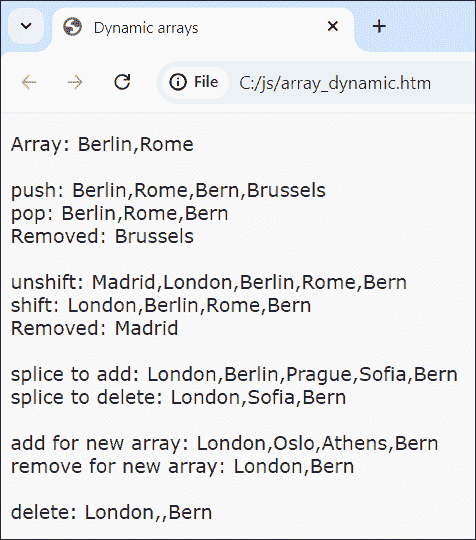 Dynamic arrays
File
C:/js/array_dynamic.htm
Array: Berlin,Rome
push: Berlin,Rome,Bern,Brussels
pop: Berlin,Rome,Bern
Removed: Brussels
unshift: Madrid,London,Berlin,Rome,Bern
shift: London,Berlin,Rome,Bern
Removed: Madrid
splice to add: London,Berlin,Prague,Sofia,Bern
splice to delete: London,Sofia,Bern
add for new array: London,Oslo,Athens,Bern
remove for new array: London,Bern
delete: London,,Bern